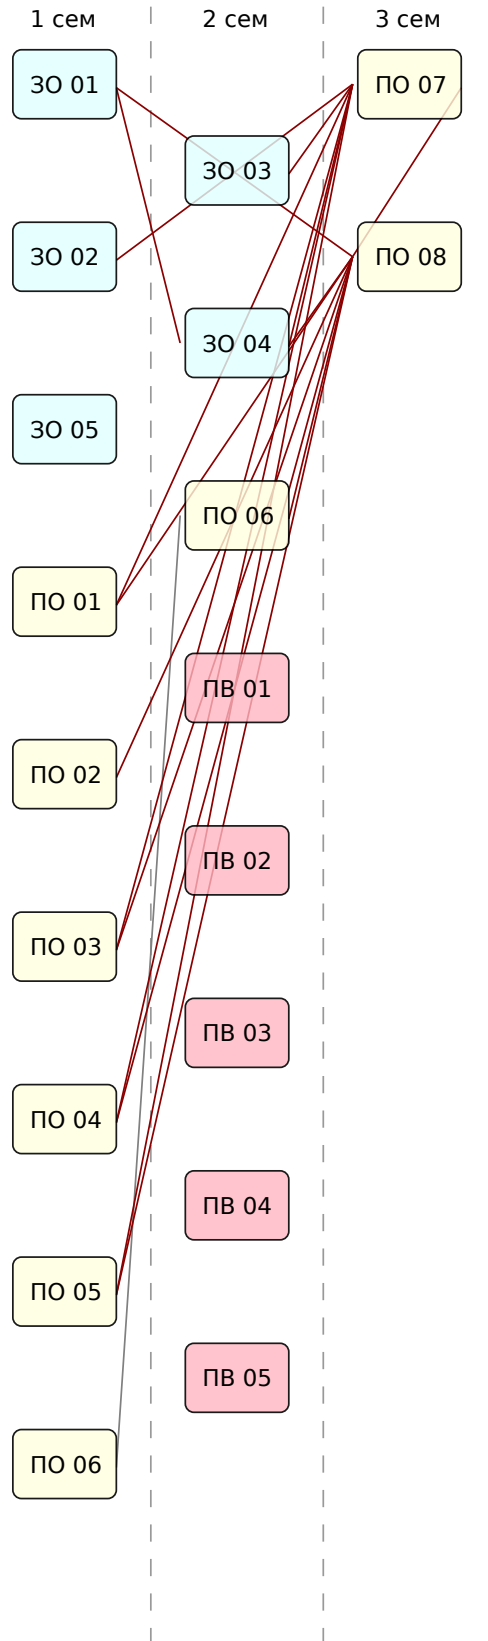 1 сем
2 сем
3 сем
ЗО 01
ПО 07
ЗО 03
ЗО 02
ПО 08
ЗО 04
ЗО 05
ПО 06
ПО 01
ПВ 01
ПО 02
ПВ 02
ПО 03
ПВ 03
ПО 04
ПВ 04
ПО 05
ПВ 05
ПО 06